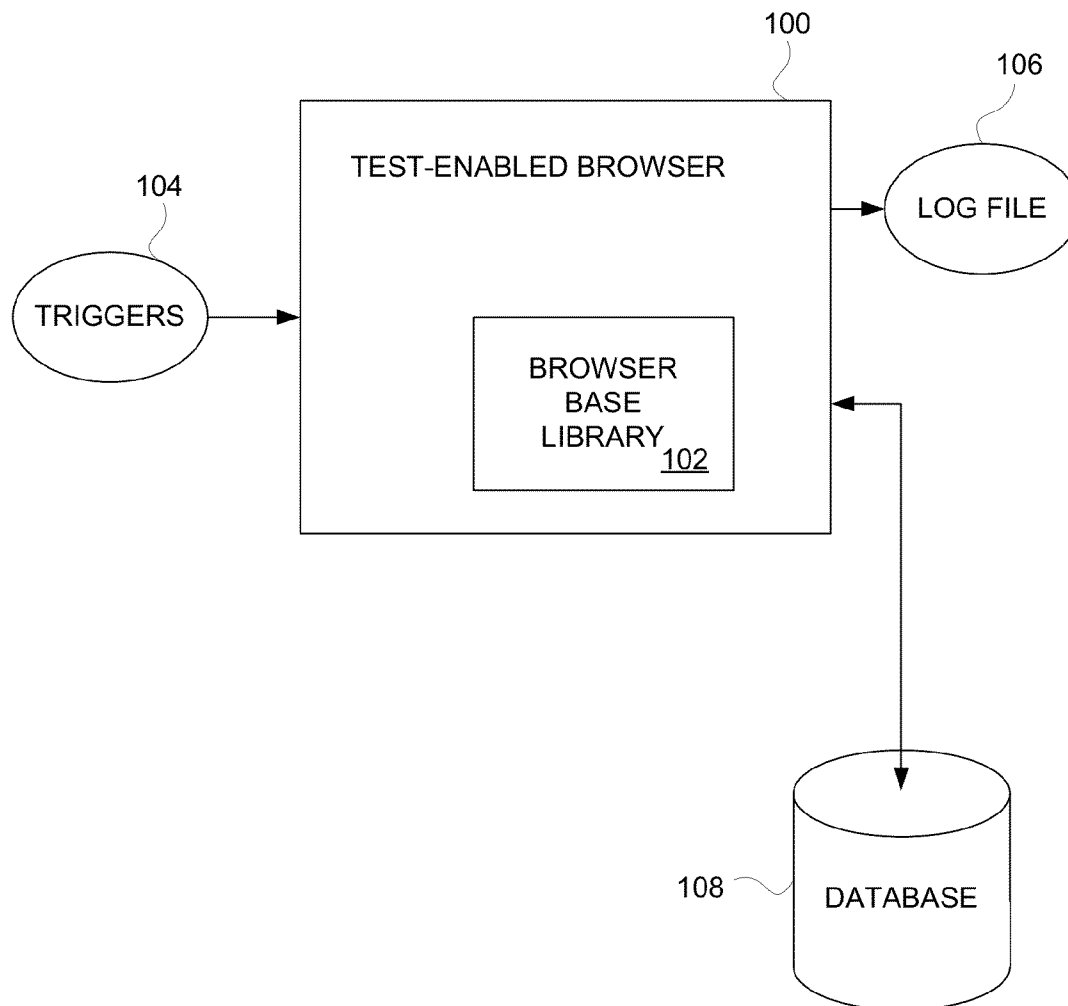 100
106
TEST-ENABLED BROWSER
104
LOG FILE
TRIGGERS
BROWSER
BASE
LIBRARY
102
108
DATABASE